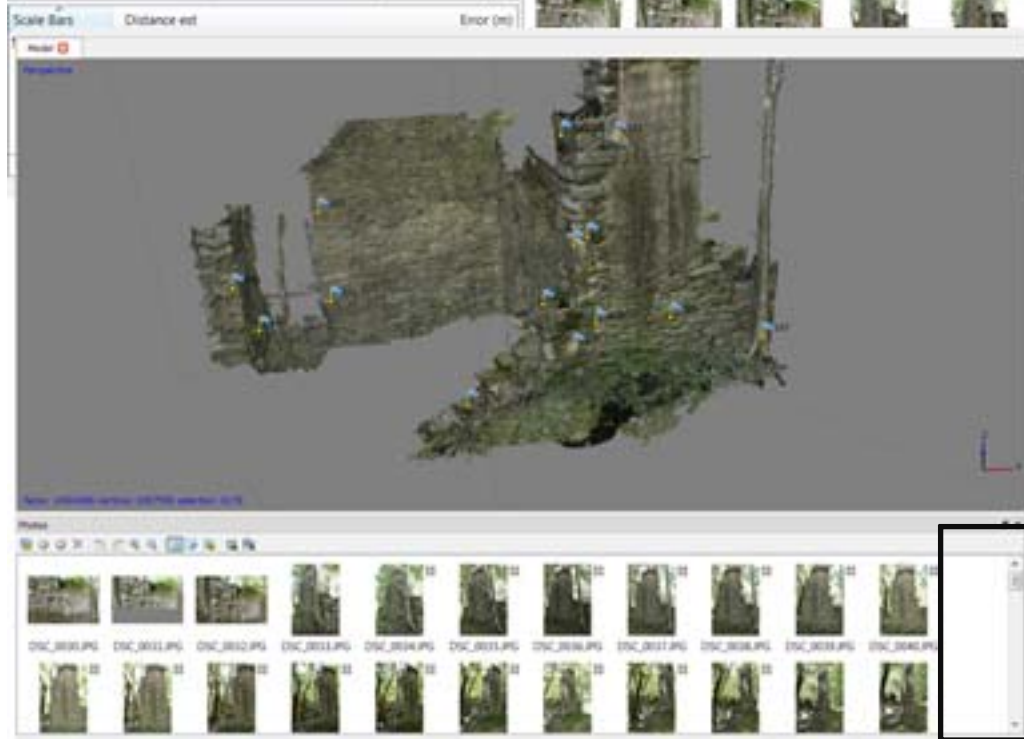 Scale Bars Distance est Error (m)
Model
Perspective
Photos
DSC_0030.JPG DSC_0031.JPG DSC_0032.JPG DSC_0033.JPG DSC_0034.JPG DSC_0035.JPG DSC_0036.JPG DSC_0037.JPG DSC_0038.JPG DSC_0039.JPG DSC_0040.JPG